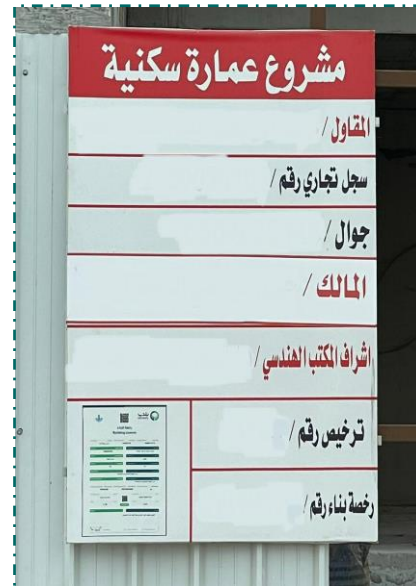 مشروع عمارة سكنية
المقاول /
سجل تجاري رقم /
جوال /
المالك /
اشراف المكتب الهندسي /
ترخيص رقم /
رخصة بناء رقم /